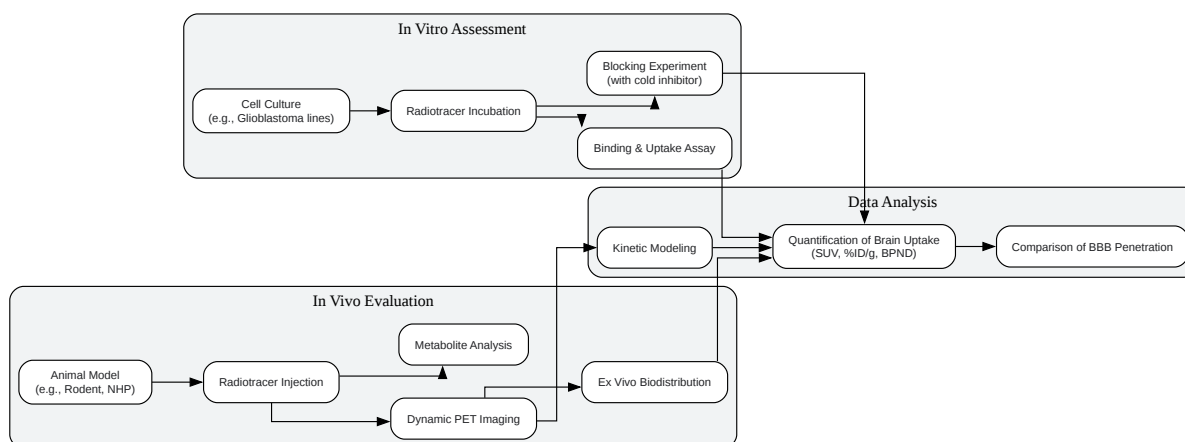 In Vitro Assessment
Cell Culture
(e.g., Glioblastoma lines)
Radiotracer Incubation
Blocking Experiment
(with cold inhibitor)
Binding & Uptake Assay
Data Analysis
Kinetic Modeling
Quantification of Brain Uptake
(SUV, %ID/g, BPND)
Comparison of BBB Penetration
In Vivo Evaluation
Animal Model
(e.g., Rodent, NHP)
Radiotracer Injection
Metabolite Analysis
Dynamic PET Imaging
Ex Vivo Biodistribution